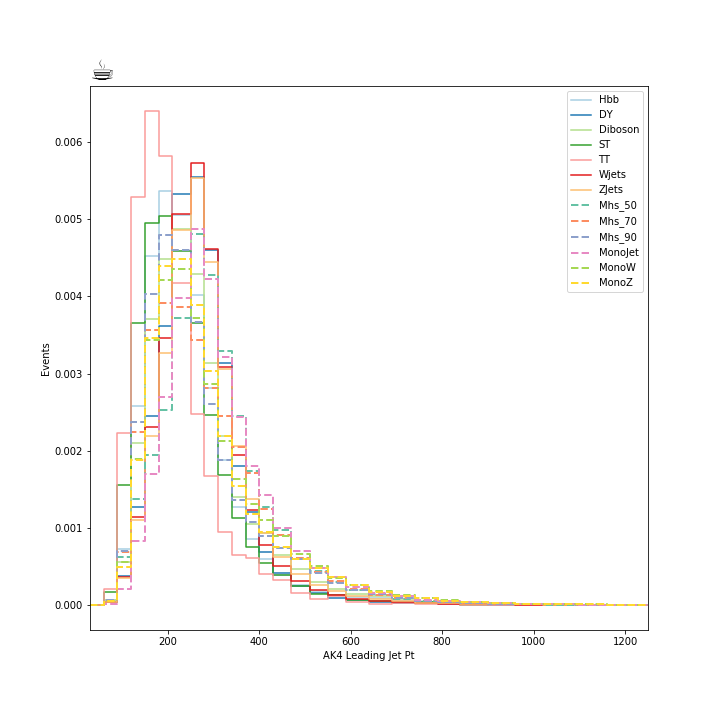 Hbb
DY
Diboson
ST
TT
Wjets
ZJets
Mhs_50
Mhs_70
Mhs_90
MonoJet
MonoW
MonoZ
Events
0.006
0.005
0.004
0.003
0.002
0.001
0.000
200 400 600 800 1000 1200
AK4 Leading Jet Pt